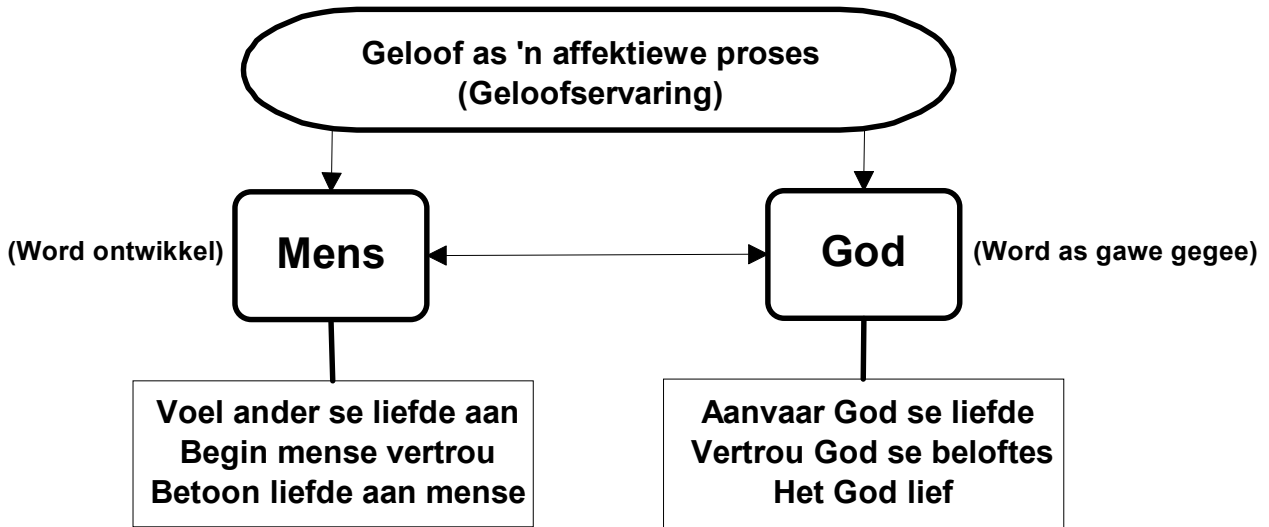 Geloof as 'n affektiewe proses
(Geloofservaring)
(Word ontwikkel)
Mens
God
(Word as gawe gegee)
Voel ander se liefde aan
Begin mense vertrou
Betoon liefde aan mense
Aanvaar God se liefde
Vertrou God se beloftes
Het God lief